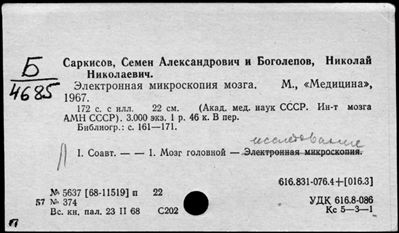 Саркисов, Семен Александрович и Боголепов, Николай
Николаевич.
Б
4685
Электронная микроскопия мозга. М., «Медицина»,
1967.
172 с. с илл. 22 см. (Акад. мед. наук СССР. Ин-т мозга
АМН СССР). 3.000 экз. 1 р. 46 к. В пер.
Библиогр.: с. 161—171.
исследование
I. Соавт. — — 1. Мозг головной — Электронная микроскопия.
616.831-076.4+[016.3]
№ 5637 [68-11519] п 22
57 № 374
УДК 616.8-086
Вс. кн. пал. 23 II 68 С202
Кс 5—3—1